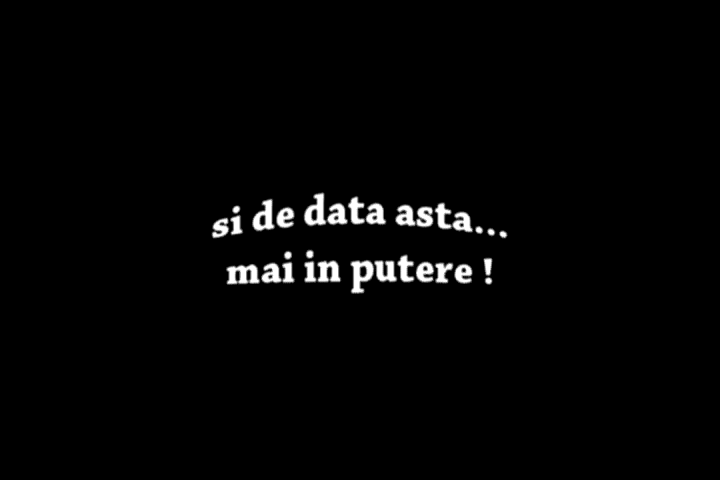 si de data asta...
mai in putere !